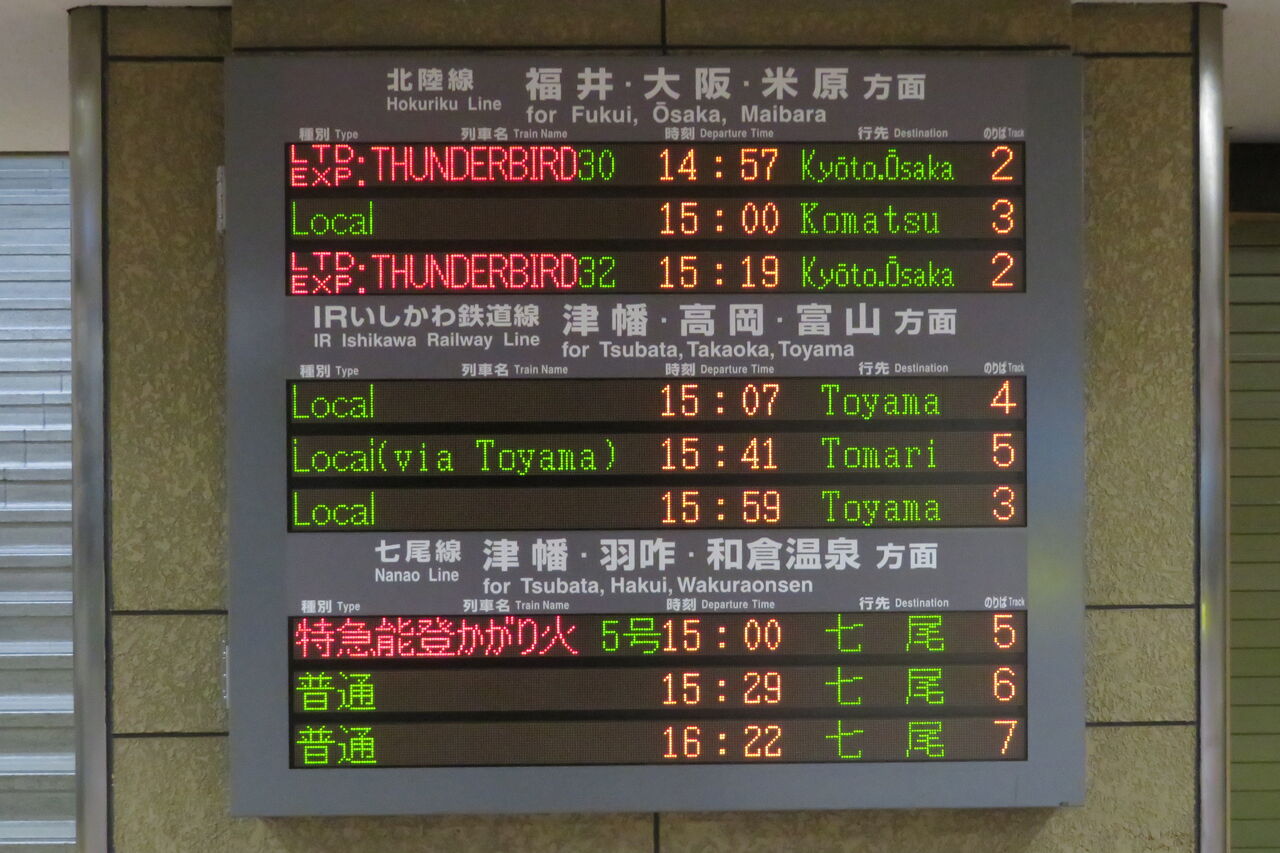 北陸線 福井・大阪・米原 方面
Hokuriku Line for Fukui, Ōsaka, Maibara
種別 Type 列車名 Train Name 時刻 Departure Time 行先 Destination のりば Track
LTD. EXP. THUNDERBIRD30 14:57 Kyōto.Ōsaka 2
Local 15:00 Komatsu 3
LTD. EXP. THUNDERBIRD32 15:19 Kyōto.Ōsaka 2
IRいしかわ鉄道線 津幡・高岡・富山 方面
IR Ishikawa Railway Line for Tsubata, Takaoka, Toyama
種別 Type 列車名 Train Name 時刻 Departure Time 行先 Destination のりば Track
Local 15:07 Toyama 4
Local(via Toyama) 15:41 Tomari 5
Local 15:59 Toyama 3
七尾線 津幡・羽咋・和倉温泉 方面
Nanao Line for Tsubata, Hakui, Wakuraonsen
種別 Type 列車名 Train Name 時刻 Departure Time 行先 Destination のりば Track
特急能登かがり火 5号 15:00 七尾 5
普通 15:29 七尾 6
普通 16:22 七尾 7